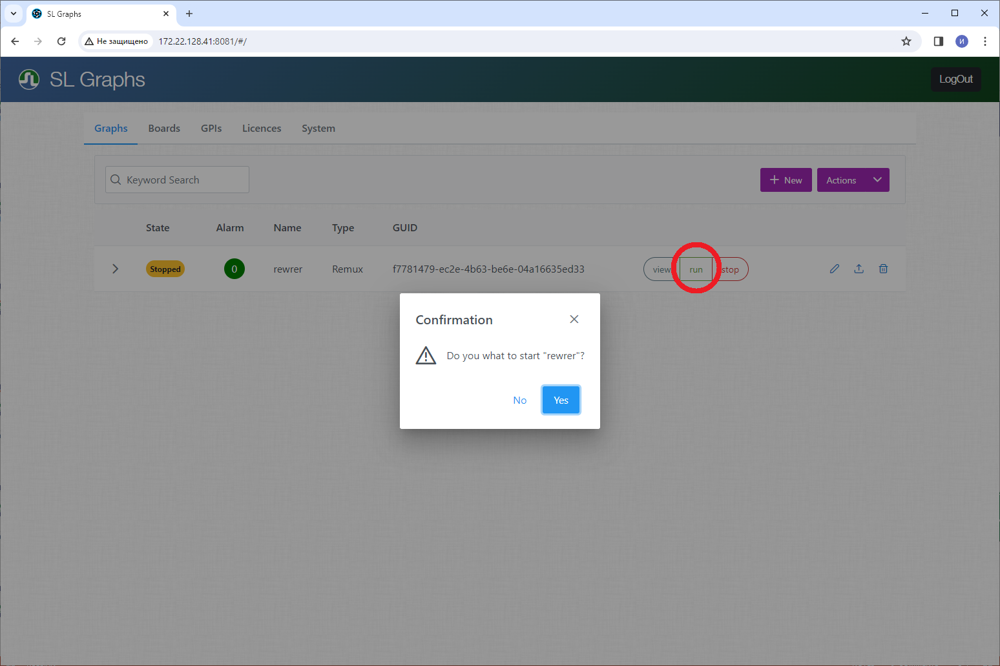 SL Graphs
Не защищено 172.22.128.41:8081/#/
И
SL Graphs
LogOut
Graphs Boards GPIs Licences System
Keyword Search
New Actions
State Alarm Name Type GUID
Stopped 0 rewrer Remux f7781479-ec2e-4b63-be6e-04a16635ed33 view run stop
Confirmation
Do you what to start "rewrer"?
No Yes